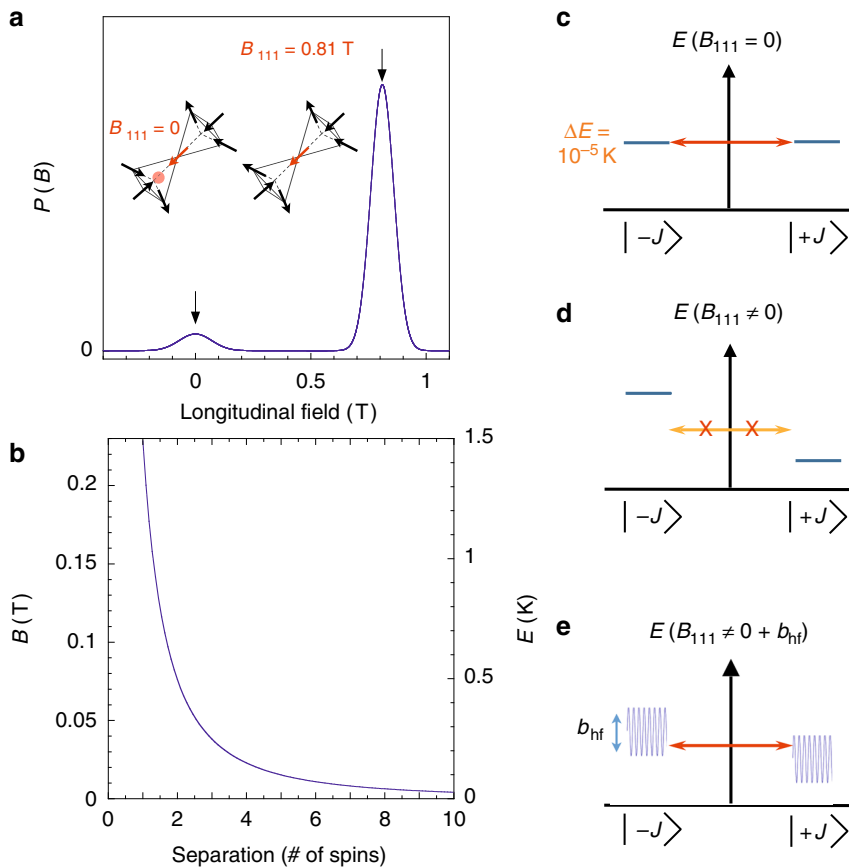 a
B 111 = 0.81 T
B 111 = 0
P (B)
0
0 0.5 1
Longitudinal field (T)
b
0.2
0.15
0.1
0.05
0
B (T)
1.5
1
0.5
0
E (K)
0 2 4 6 8 10
Separation (# of spins)
c
E (B111 = 0)
ΔE =
10⁻⁵ K
| −J⟩ | +J⟩
d
E (B111 ≠ 0)
X X
| −J⟩ | +J⟩
e
E (B111 ≠ 0 + bhf)
bhf
| −J⟩ | +J⟩